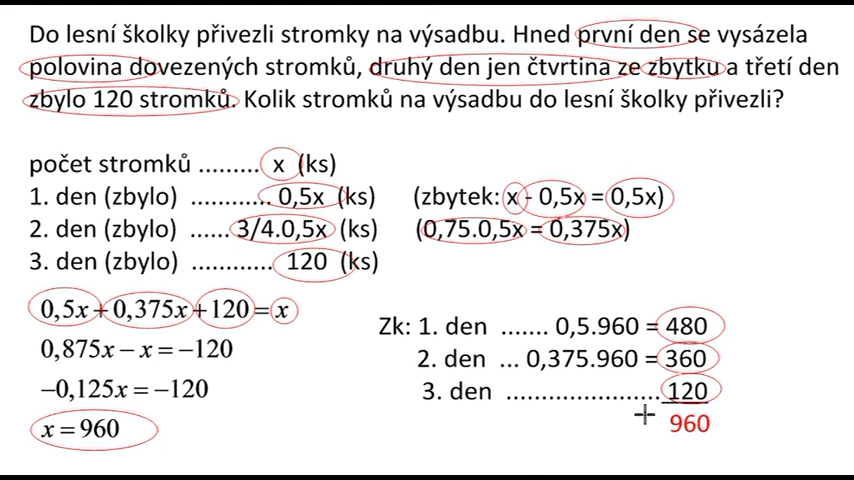 Do lesní školky přivezli stromky na výsadbu. Hned první den se vysázela
polovina dovezených stromků, druhý den jen čtvrtina ze zbytku a třetí den
zbylo 120 stromků. Kolik stromků na výsadbu do lesní školky přivezli?
počet stromků ......... x (ks)
1. den (zbylo) ............ 0,5x (ks) (zbytek: x - 0,5x = 0,5x)
2. den (zbylo) ...... 3/4.0,5x (ks) (0,75.0,5x = 0,375x)
3. den (zbylo) ............ 120 (ks)
0,5x+0,375x+120=x
0,875x−x=−120
−0,125x=−120
x=960
Zk: 1. den ....... 0,5.960 = 480
2. den ... 0,375.960 = 360
3. den ...................... 120
+ 960